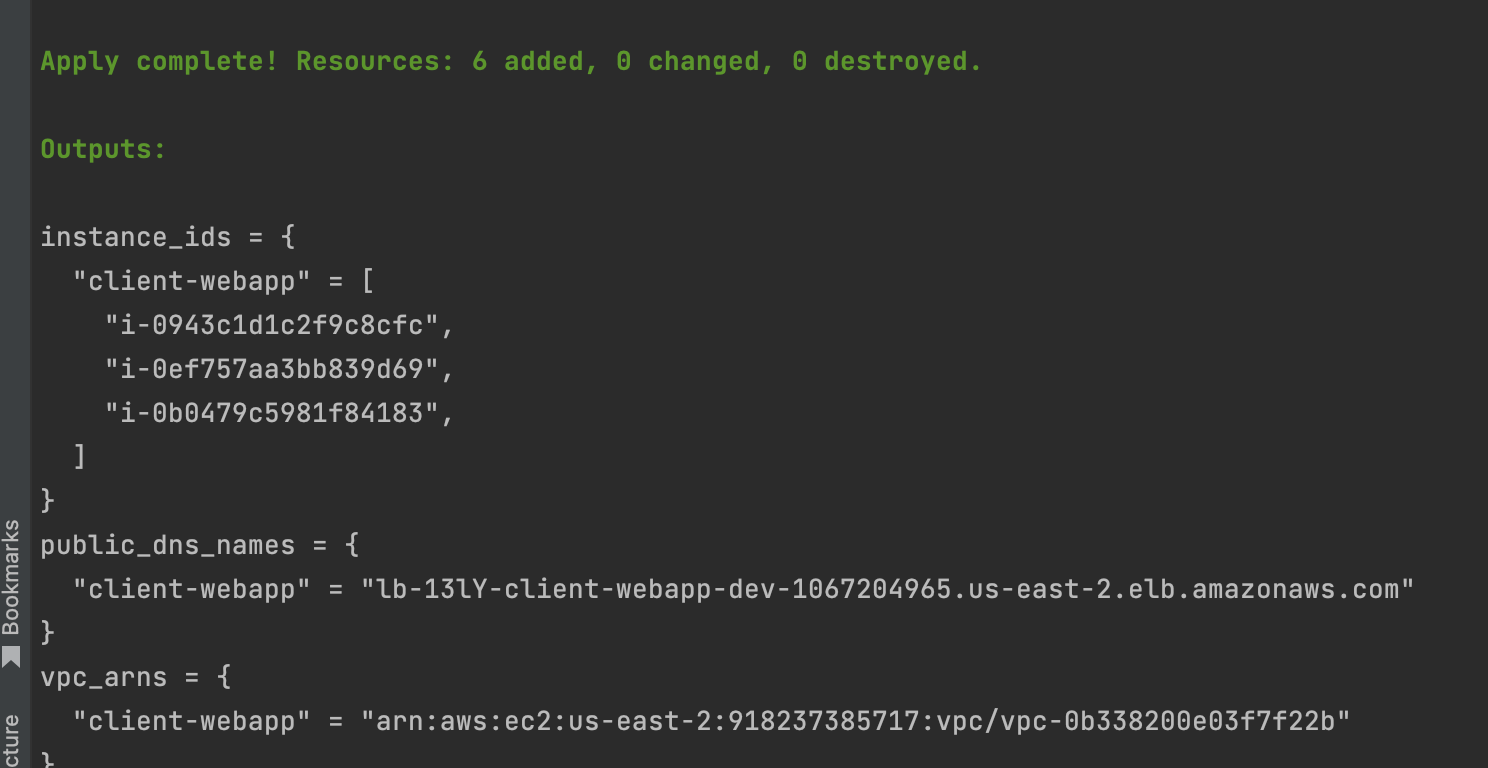 Apply complete! Resources: 6 added, 0 changed, 0 destroyed.
Outputs:
instance_ids = {
  "client-webapp" = [
    "i-0943c1d1c2f9c8cfc",
    "i-0ef757aa3bb839d69",
    "i-0b0479c5981f84183",
  ]
}
public_dns_names = {
  "client-webapp" = "lb-13lY-client-webapp-dev-1067204965.us-east-2.elb.amazonaws.com"
}
vpc_arns = {
  "client-webapp" = "arn:aws:ec2:us-east-2:918237385717:vpc/vpc-0b338200e03f7f22b"
}
Bookmarks
cture